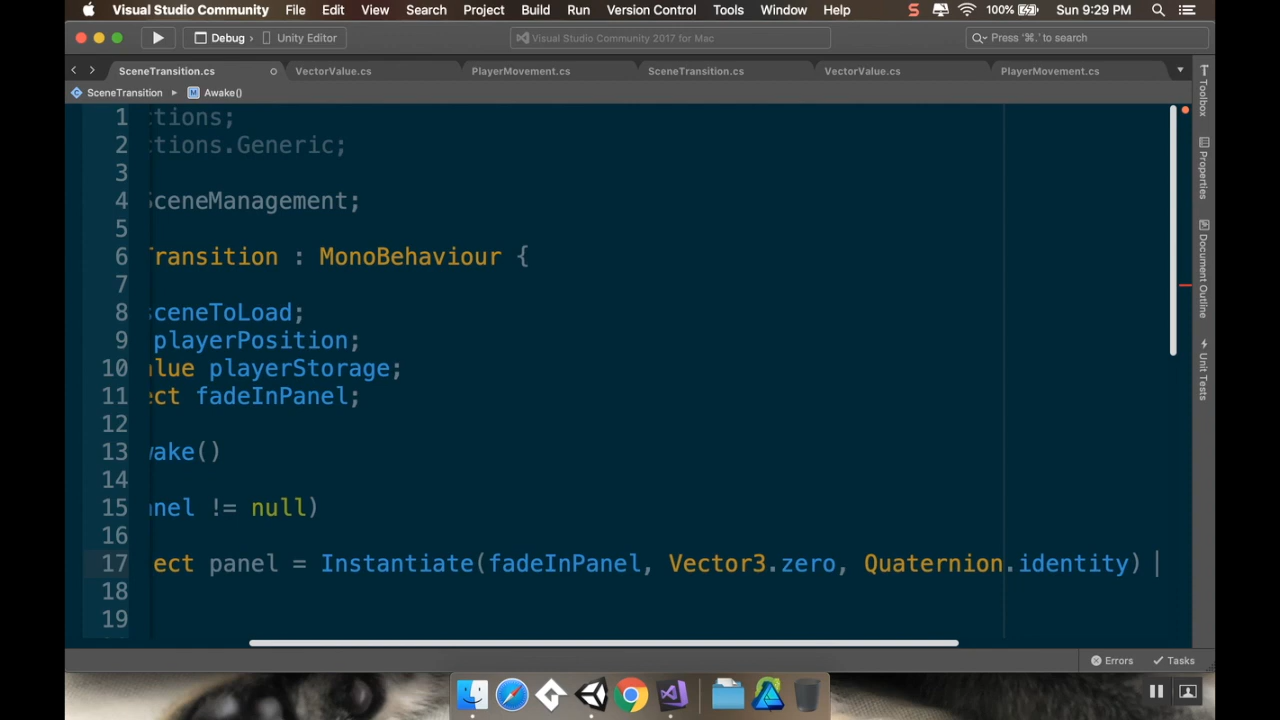 Visual Studio Community File Edit View Search Project Build Run Version Control Tools Window Help S 100% Sun 9:29 PM
Debug › Unity Editor Visual Studio Community 2017 for Mac Press '⌘.' to search
SceneTransition.cs VectorValue.cs PlayerMovement.cs SceneTransition.cs VectorValue.cs PlayerMovement.cs
C SceneTransition ▸ M Awake()
1 ctions;
2 ctions.Generic;
3
4 SceneManagement;
5
6 Transition : MonoBehaviour {
7
8 sceneToLoad;
9 playerPosition;
10 alue playerStorage;
11 ect fadeInPanel;
12
13 wake()
14
15 anel != null)
16
17 ect panel = Instantiate(fadeInPanel, Vector3.zero, Quaternion.identity)
18
19
Toolbox
Properties
Document Outline
Unit Tests
Errors Tasks